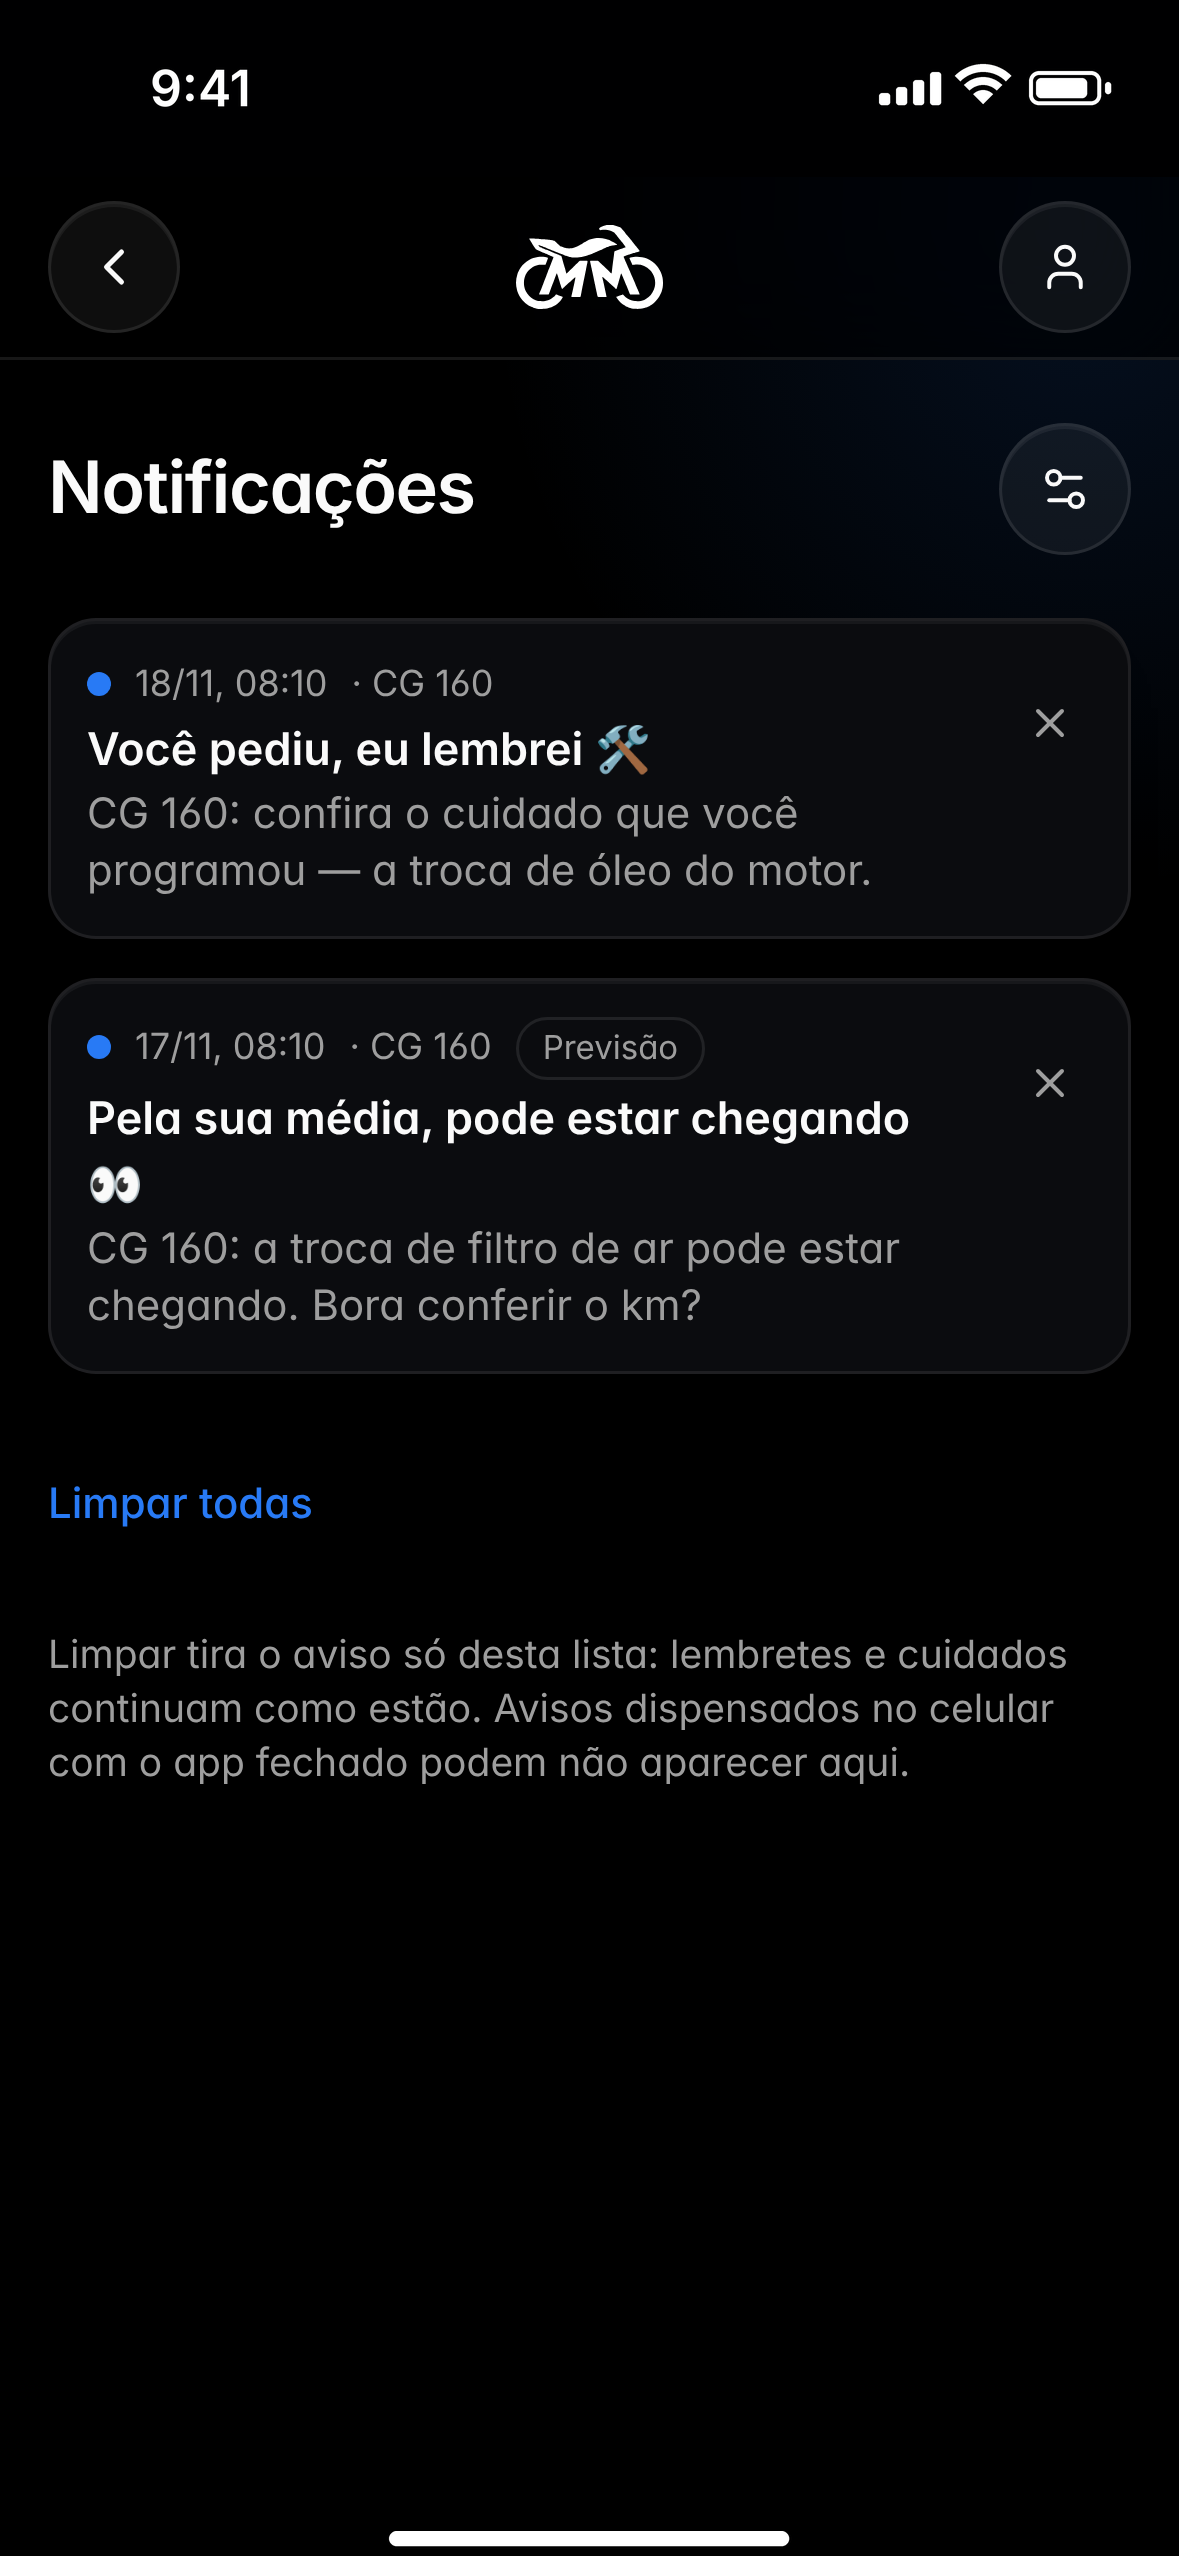 9:41
MM
Notificações
18/11, 08:10 · CG 160
Você pediu, eu lembrei 🛠️
CG 160: confira o cuidado que você
programou — a troca de óleo do motor.
17/11, 08:10 · CG 160 Previsão
Pela sua média, pode estar chegando
👀
CG 160: a troca de filtro de ar pode estar
chegando. Bora conferir o km?
Limpar todas
Limpar tira o aviso só desta lista: lembretes e cuidados
continuam como estão. Avisos dispensados no celular
com o app fechado podem não aparecer aqui.